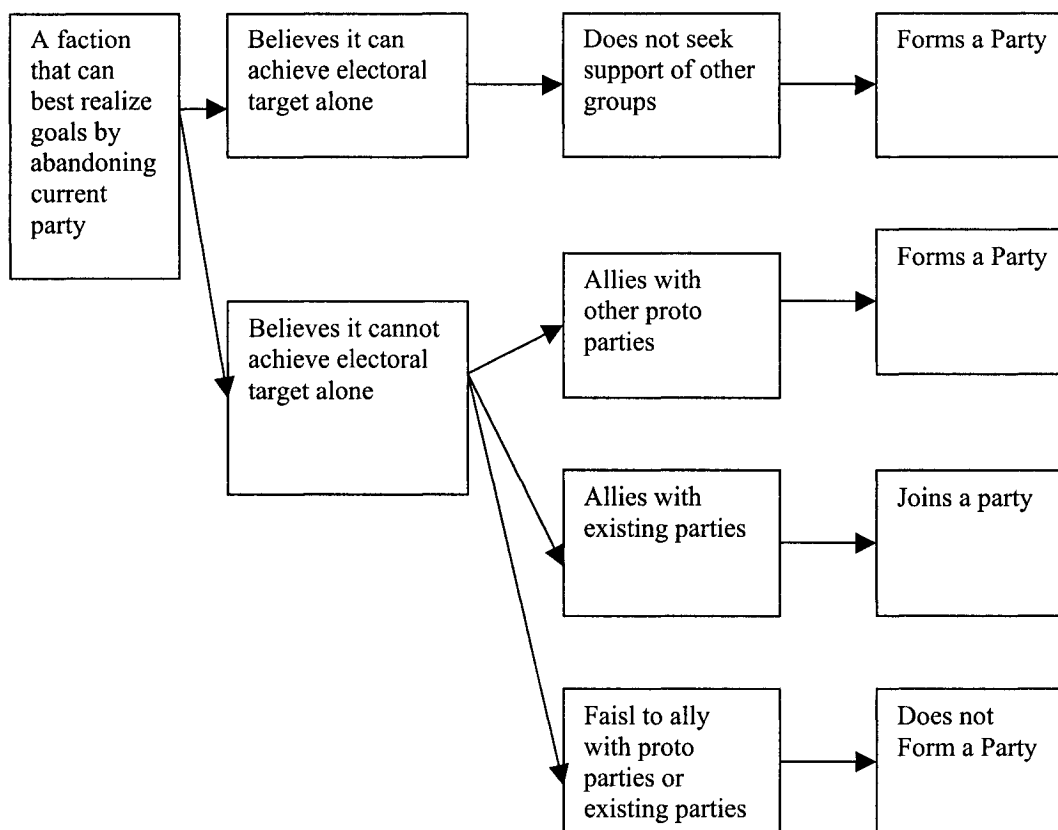 A faction
that can
best realize
goals by
abandoning
current
party
Believes it can
achieve electoral
target alone
Does not seek
support of other
groups
Forms a Party
Believes it cannot
achieve electoral
target alone
Allies with
other proto
parties
Forms a Party
Allies with
existing parties
Joins a party
Faisl to ally
with proto
parties or
existing parties
Does not
Form a Party